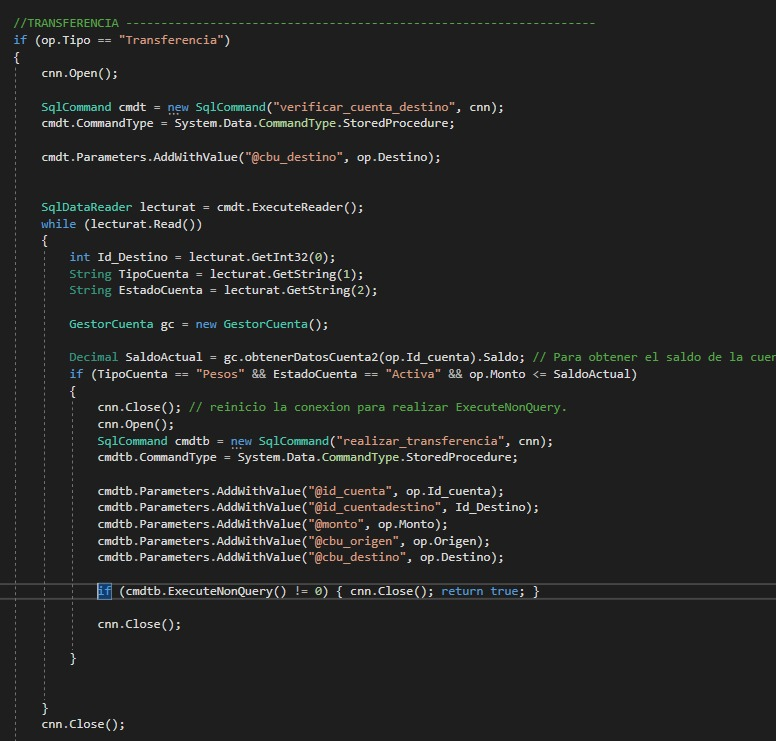 //TRANSFERENCIA -------------------------------------------------------------------
if (op.Tipo == "Transferencia")
{
cnn.Open();
SqlCommand cmdt = new SqlCommand("verificar_cuenta_destino", cnn);
cmdt.CommandType = System.Data.CommandType.StoredProcedure;
cmdt.Parameters.AddWithValue("@cbu_destino", op.Destino);
SqlDataReader lecturat = cmdt.ExecuteReader();
while (lecturat.Read())
{
int Id_Destino = lecturat.GetInt32(0);
String TipoCuenta = lecturat.GetString(1);
String EstadoCuenta = lecturat.GetString(2);
GestorCuenta gc = new GestorCuenta();
Decimal SaldoActual = gc.obtenerDatosCuenta2(op.Id_cuenta).Saldo; // Para obtener el saldo de la
if (TipoCuenta == "Pesos" && EstadoCuenta == "Activa" && op.Monto <= SaldoActual)
{
cnn.Close(); // reinicio la conexion para realizar ExecuteNonQuery.
cnn.Open();
SqlCommand cmdtb = new SqlCommand("realizar_transferencia", cnn);
cmdtb.CommandType = System.Data.CommandType.StoredProcedure;
cmdtb.Parameters.AddWithValue("@id_cuenta", op.Id_cuenta);
cmdtb.Parameters.AddWithValue("@id_cuentadestino", Id_Destino);
cmdtb.Parameters.AddWithValue("@monto", op.Monto);
cmdtb.Parameters.AddWithValue("@cbu_origen", op.Origen);
cmdtb.Parameters.AddWithValue("@cbu_destino", op.Destino);
if (cmdtb.ExecuteNonQuery() != 0) { cnn.Close(); return true; }
cnn.Close();
}
}
cnn.Close();